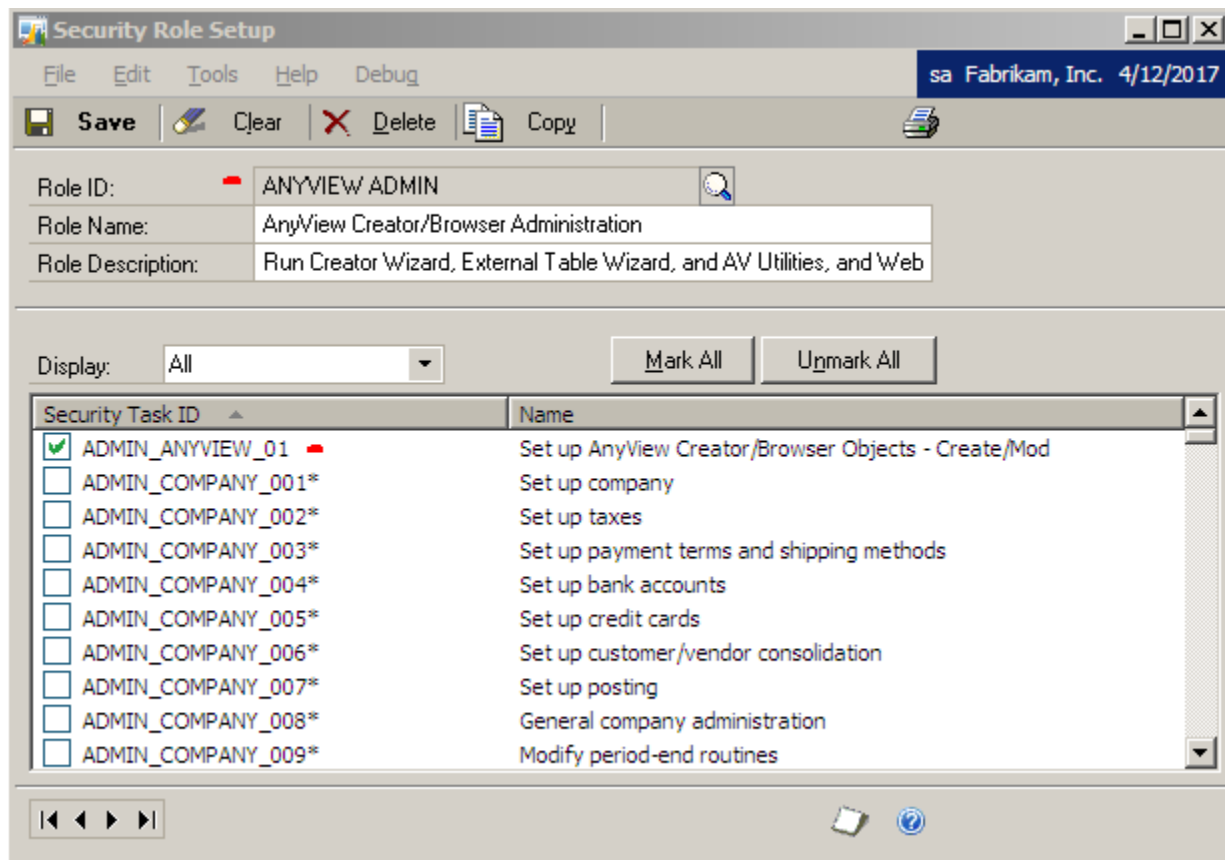 Security Role Setup
File Edit Tools Help Debug sa Fabrikam, Inc. 4/12/2017
Save Clear Delete Copy
Role ID: ANYVIEW ADMIN
Role Name: AnyView Creator/Browser Administration
Role Description: Run Creator Wizard, External Table Wizard, and AV Utilities, and Web
Display: All Mark All Unmark All
Security Task ID Name
ADMIN_ANYVIEW_01 Set up AnyView Creator/Browser Objects - Create/Mod
ADMIN_COMPANY_001* Set up company
ADMIN_COMPANY_002* Set up taxes
ADMIN_COMPANY_003* Set up payment terms and shipping methods
ADMIN_COMPANY_004* Set up bank accounts
ADMIN_COMPANY_005* Set up credit cards
ADMIN_COMPANY_006* Set up customer/vendor consolidation
ADMIN_COMPANY_007* Set up posting
ADMIN_COMPANY_008* General company administration
ADMIN_COMPANY_009* Modify period-end routines